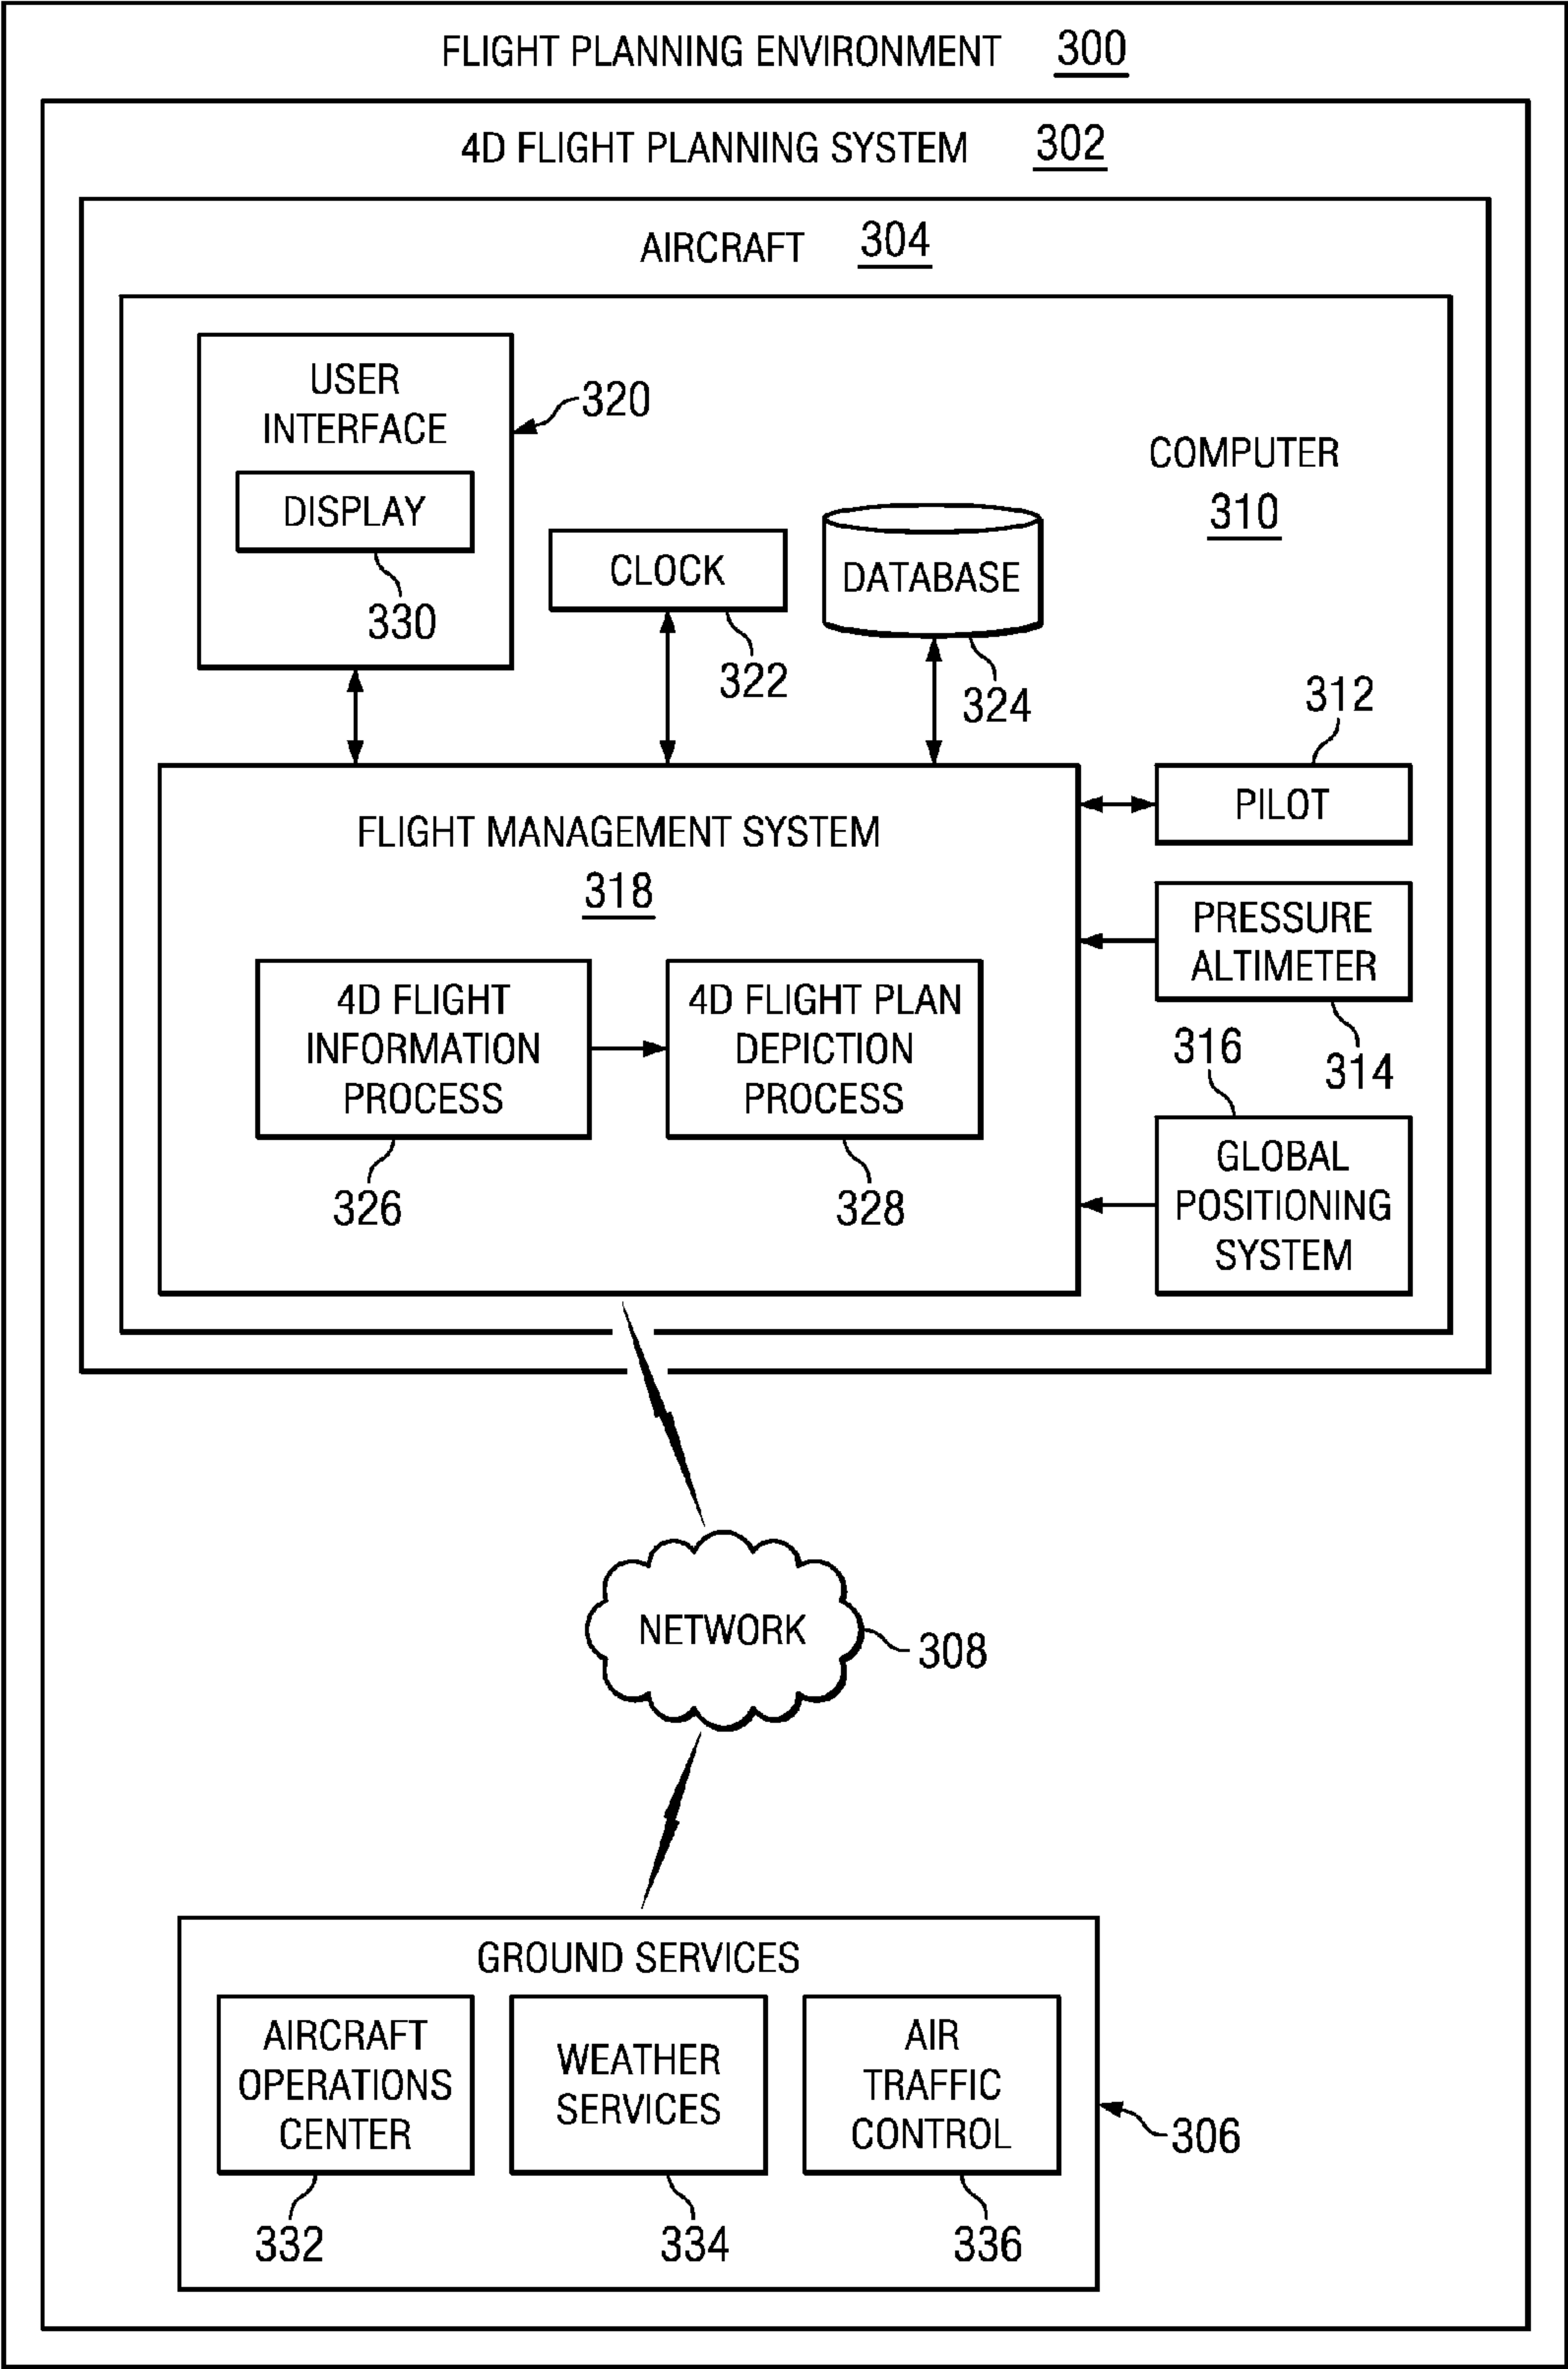 FLIGHT PLANNING ENVIRONMENT 300
4D FLIGHT PLANNING SYSTEM 302
AIRCRAFT 304
USER
INTERFACE
320
DISPLAY
330
CLOCK
322
DATABASE
324
COMPUTER
310
312
PILOT
FLIGHT MANAGEMENT SYSTEM
318
PRESSURE
ALTIMETER
314
4D FLIGHT
INFORMATION
PROCESS
326
4D FLIGHT PLAN
DEPICTION
PROCESS
328
316
GLOBAL
POSITIONING
SYSTEM
NETWORK
308
GROUND SERVICES
306
AIRCRAFT
OPERATIONS
CENTER
332
WEATHER
SERVICES
334
AIR
TRAFFIC
CONTROL
336